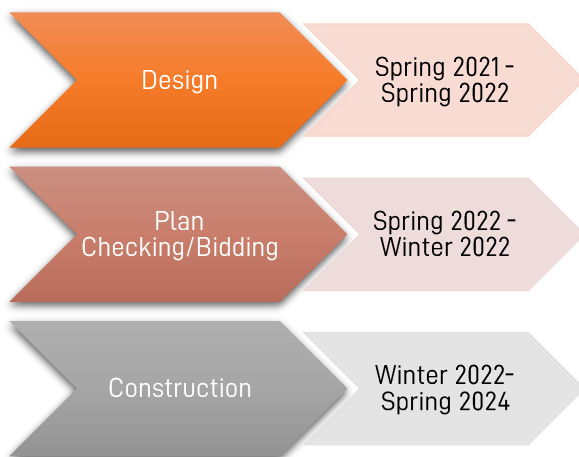 Design
Spring 2021 -
Spring 2022
Plan
Checking/Bidding
Spring 2022 -
Winter 2022
Construction
Winter 2022-
Spring 2024